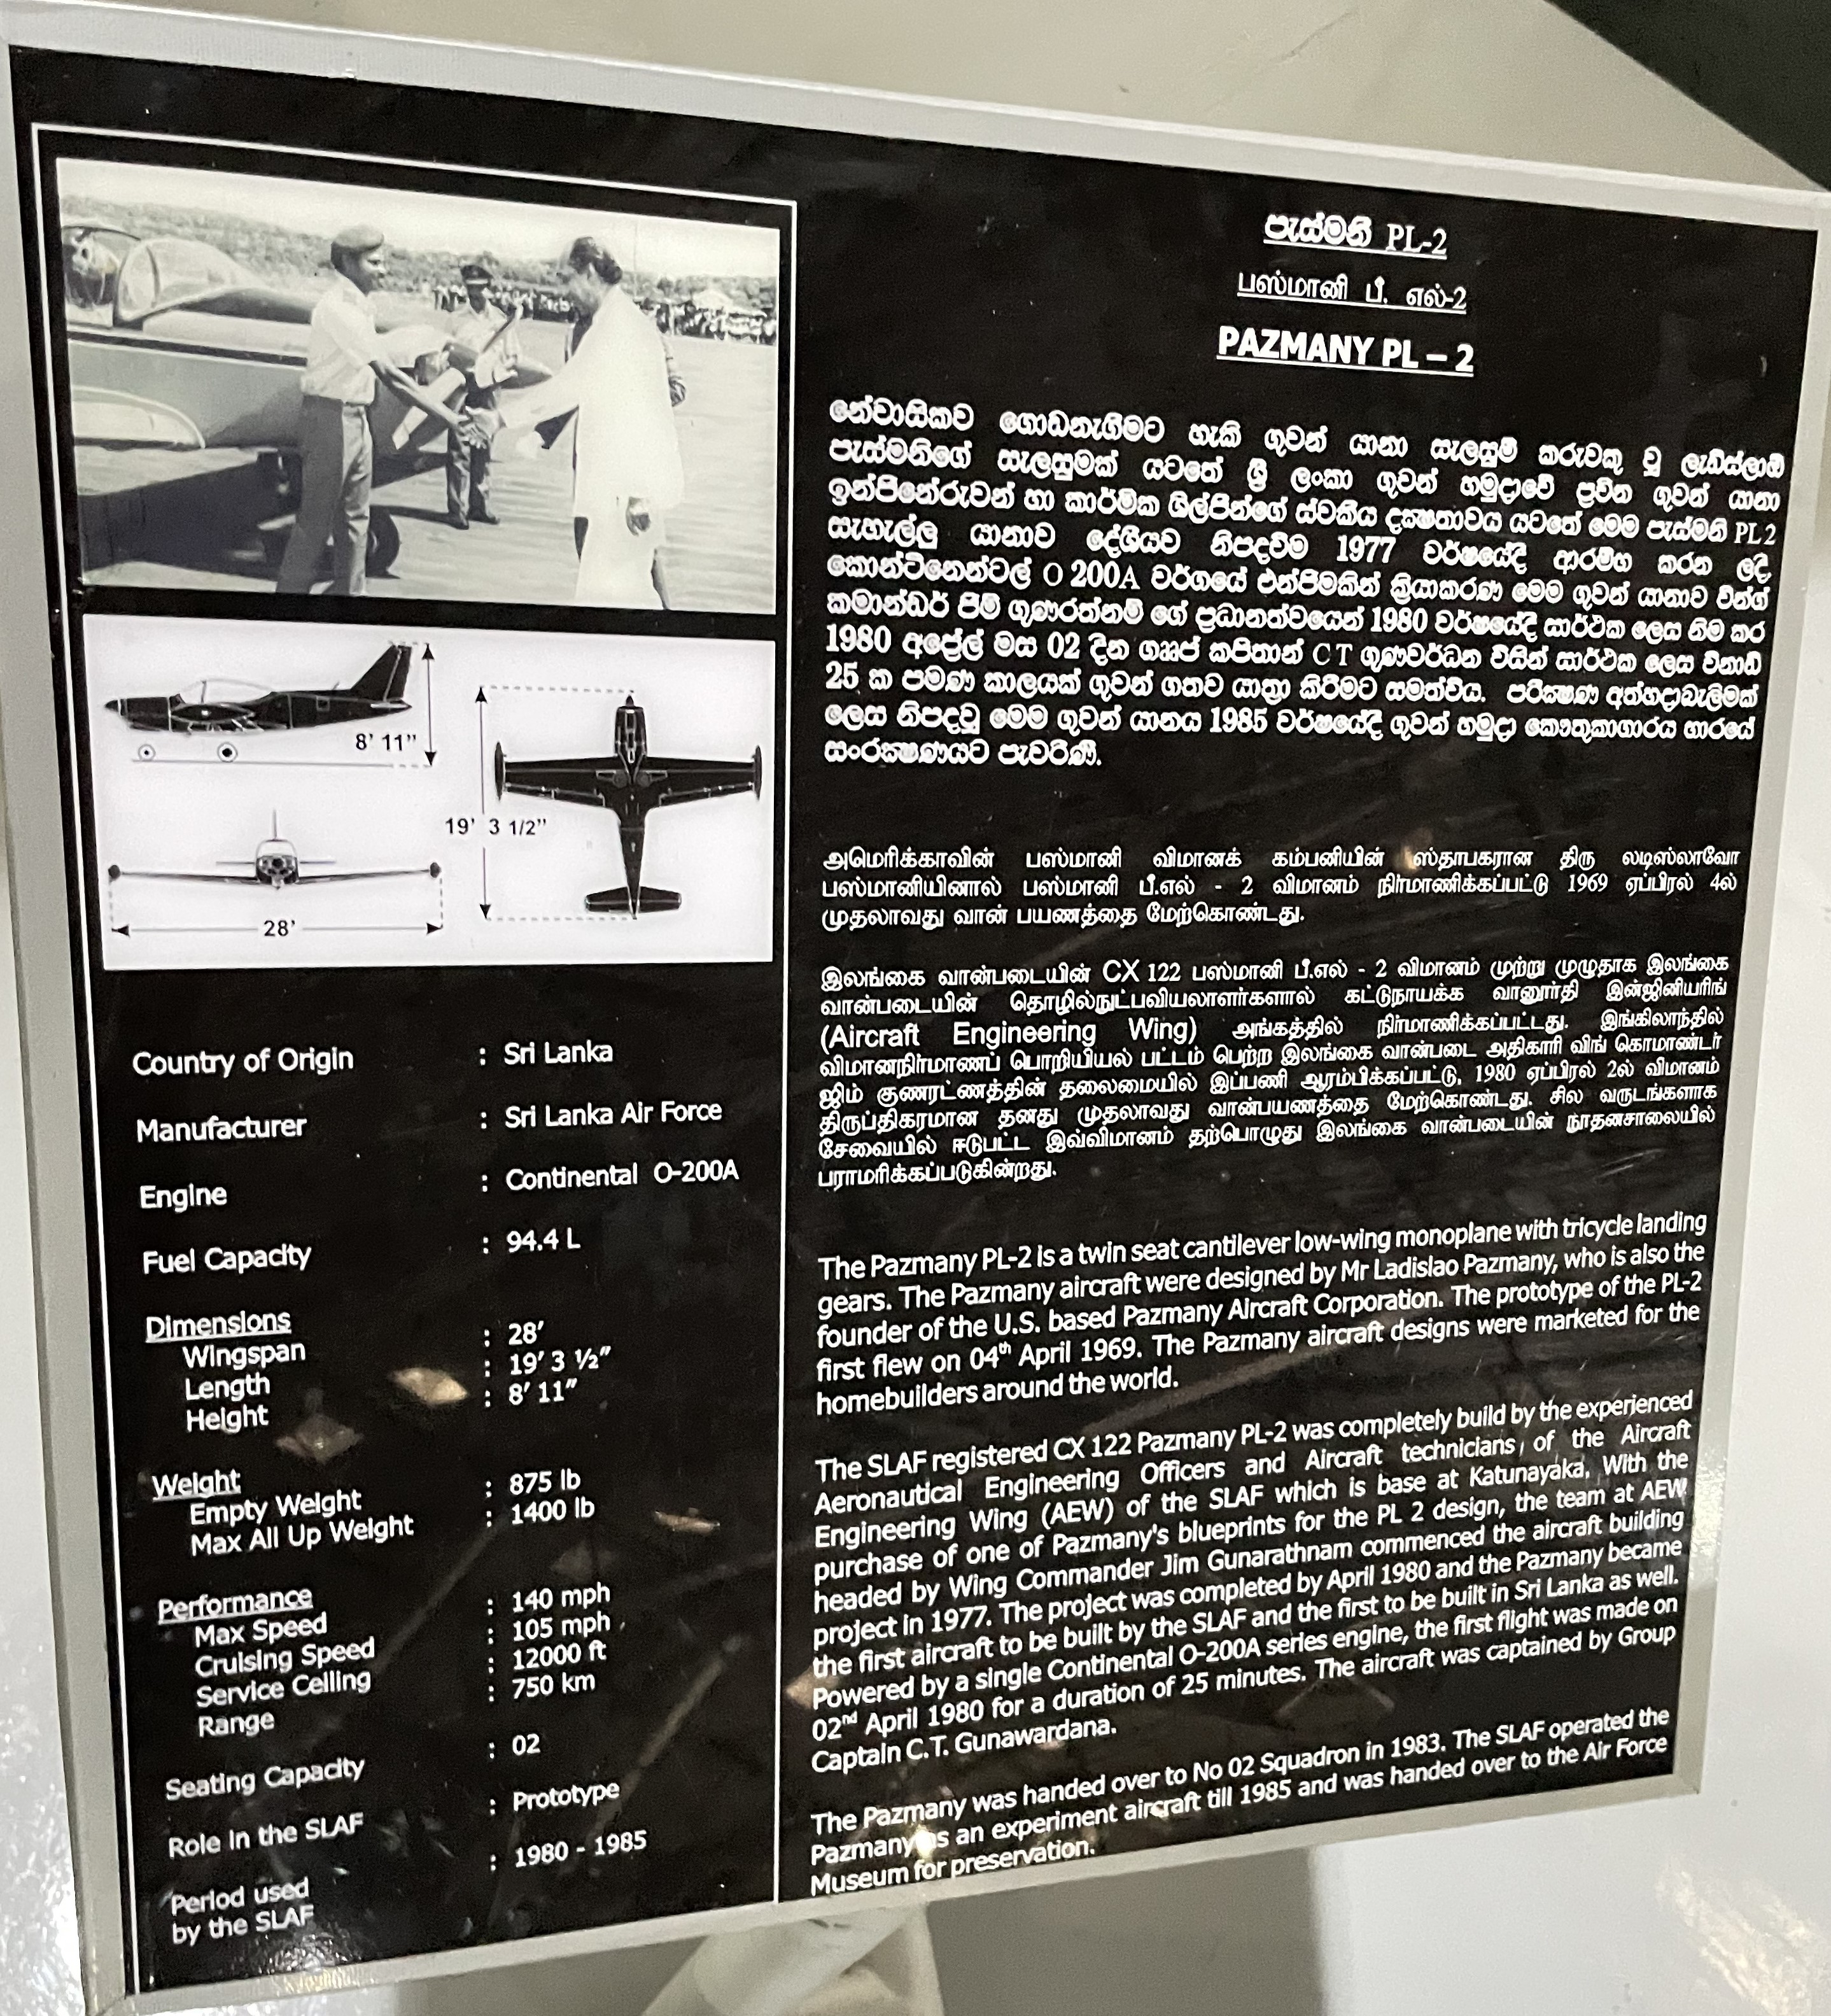 8' 11"
19' 3 1/2"
28'
Country of Origin : Sri Lanka
Manufacturer : Sri Lanka Air Force
Engine : Continental O-200A
Fuel Capacity : 94.4 L
Dimensions
Wingspan : 28'
Length : 19' 3 ½"
Height : 8' 11"
Weight
Empty Weight : 875 lb
Max All Up Weight : 1400 lb
Performance
Max Speed : 140 mph
Cruising Speed : 105 mph
Service Ceiling : 12000 ft
Range : 750 km
Seating Capacity : 02
Role in the SLAF : Prototype
Period used : 1980 - 1985
by the SLAF
පැස්මනි PL-2
பஸ்மானி பீ. எல்-2
PAZMANY PL – 2
නේවාසිකව ගොඩනැගීමට හැකි ගුවන් යානා සැලසුම් කරුවකු වූ ලැඩිස්ලාඕ
පැස්මනිගේ සැලසුමක් යටතේ ශ්‍රී ලංකා ගුවන් හමුදාවේ ප්‍රවීන ගුවන් යානා
ඉන්ජිනේරුවන් හා කාර්මික ශිල්පින්ගේ ස්වකීය දක්ෂතාවය යටතේ මෙම පැස්මනි PL 2
සැහැල්ලු යානාව දේශීයව නිපදවීම 1977 වර්ෂයේදී ආරම්භ කරන ලදි.
කොන්ටිනෙන්ටල් O 200A වර්ගයේ එන්ජිමකින් ක්‍රියාකරණ මෙම ගුවන් යානාව වින්ග්
කමාන්ඩර් ජිම් ගුණරත්නම් ගේ ප්‍රධානත්වයෙන් 1980 වර්ෂයේදී සාර්ථක ලෙස නිම කර
1980 අප්‍රේල් මස 02 දින ගෲප් කපිතාන් C T ගුණවර්ධන විසින් සාර්ථක ලෙස විනාඩි
25 ක පමණ කාලයක් ගුවන් ගතව යාත්‍රා කිරීමට සමත්විය. පරීක්ෂණ අත්හදාබැලීමක්
ලෙස නිපදවූ මෙම ගුවන් යානය 1985 වර්ෂයේදී ගුවන් හමුදා කෞතුකාගාරය භාරයේ
සංරක්ෂණයට පැවරිණි.
அமெரிக்காவின் பஸ்மானி விமானக் கம்பனியின் ஸ்தாபகரான திரு லடிஸ்லாவோ
பஸ்மானியினால் பஸ்மானி பீ.எல் - 2 விமானம் நிர்மாணிக்கப்பட்டு 1969 ஏப்பிரல் 4ல்
முதலாவது வான் பயணத்தை மேற்கொண்டது.
இலங்கை வான்படையின் CX 122 பஸ்மானி பீ.எல் - 2 விமானம் முற்று முழுதாக இலங்கை
வான்படையின் தொழில்நுட்பவியலாளர்களால் கட்டுநாயக்க வானூர்தி இன்ஜினியரிங்
(Aircraft Engineering Wing) அங்கத்தில் நிர்மாணிக்கப்பட்டது. இங்கிலாந்தில்
விமானநிர்மாணப் பொறியியல் பட்டம் பெற்ற இலங்கை வான்படை அதிகாரி விங் கொமாண்டர்
ஜிம் குணரட்ணத்தின் தலைமையில் இப்பணி ஆரம்பிக்கப்பட்டு, 1980 ஏப்பிரல் 2ல் விமானம்
திருப்திகரமான தனது முதலாவது வான்பயணத்தை மேற்கொண்டது. சில வருடங்களாக
சேவையில் ஈடுபட்ட இவ்விமானம் தற்பொழுது இலங்கை வான்படையின் நூதனசாலையில்
பராமரிக்கப்படுகின்றது.
The Pazmany PL-2 is a twin seat cantilever low-wing monoplane with tricycle landing
gears. The Pazmany aircraft were designed by Mr Ladislao Pazmany, who is also the
founder of the U.S. based Pazmany Aircraft Corporation. The prototype of the PL-2
first flew on 04th April 1969. The Pazmany aircraft designs were marketed for the
homebuilders around the world.
The SLAF registered CX 122 Pazmany PL-2 was completely build by the experienced
Aeronautical Engineering Officers and Aircraft technicians, of the Aircraft
Engineering Wing (AEW) of the SLAF which is base at Katunayaka. With the
purchase of one of Pazmany's blueprints for the PL 2 design, the team at AEW
headed by Wing Commander Jim Gunarathnam commenced the aircraft building
project in 1977. The project was completed by April 1980 and the Pazmany became
the first aircraft to be built by the SLAF and the first to be built in Sri Lanka as well.
Powered by a single Continental O-200A series engine, the first flight was made on
02nd April 1980 for a duration of 25 minutes. The aircraft was captained by Group
Captain C.T. Gunawardana.
The Pazmany was handed over to No 02 Squadron in 1983. The SLAF operated the
Pazmany as an experiment aircraft till 1985 and was handed over to the Air Force
Museum for preservation.